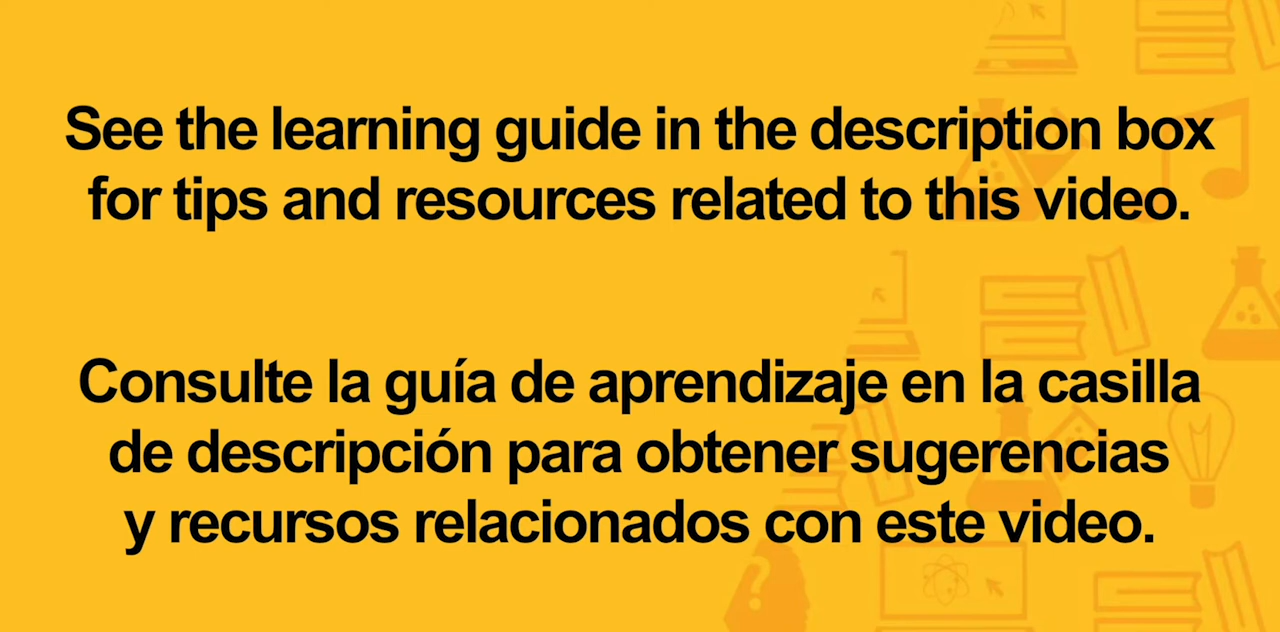 See the learning guide in the description box
for tips and resources related to this video.
Consulte la guía de aprendizaje en la casilla
de descripción para obtener sugerencias
y recursos relacionados con este video.